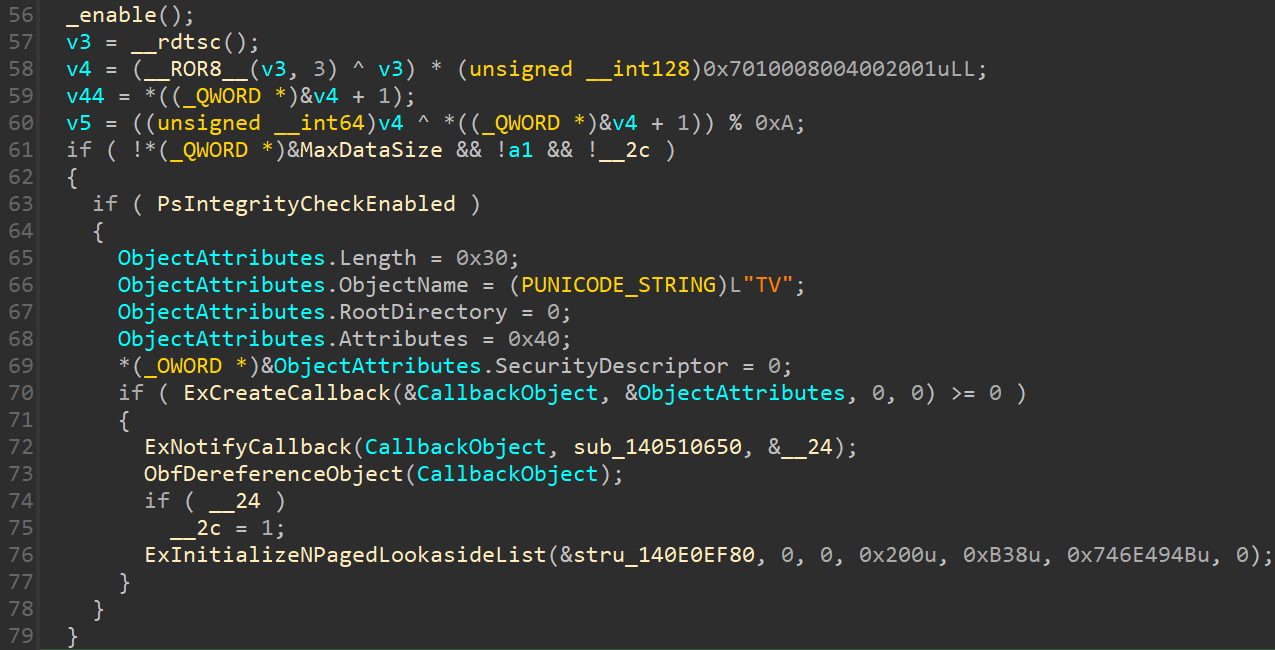 56 _enable();
57 v3 = __rdtsc();
58 v4 = (__ROR8__(v3, 3) ^ v3) * (unsigned __int128)0x7010008004002001uLL;
59 v44 = *((_QWORD *)&v4 + 1);
60 v5 = ((unsigned __int64)v4 ^ *((_QWORD *)&v4 + 1)) % 0xA;
61 if ( !*(_QWORD *)&MaxDataSize && !a1 && !__2c )
62 {
63 if ( PsIntegrityCheckEnabled )
64 {
65 ObjectAttributes.Length = 0x30;
66 ObjectAttributes.ObjectName = (PUNICODE_STRING)L"TV";
67 ObjectAttributes.RootDirectory = 0;
68 ObjectAttributes.Attributes = 0x40;
69 *(_OWORD *)&ObjectAttributes.SecurityDescriptor = 0;
70 if ( ExCreateCallback(&CallbackObject, &ObjectAttributes, 0, 0) >= 0 )
71 {
72 ExNotifyCallback(CallbackObject, sub_140510650, &__24);
73 ObfDereferenceObject(CallbackObject);
74 if ( __24 )
75 __2c = 1;
76 ExInitializeNPagedLookasideList(&stru_140E0EF80, 0, 0, 0x200u, 0xB38u, 0x746E494Bu, 0);
77 }
78 }
79 }